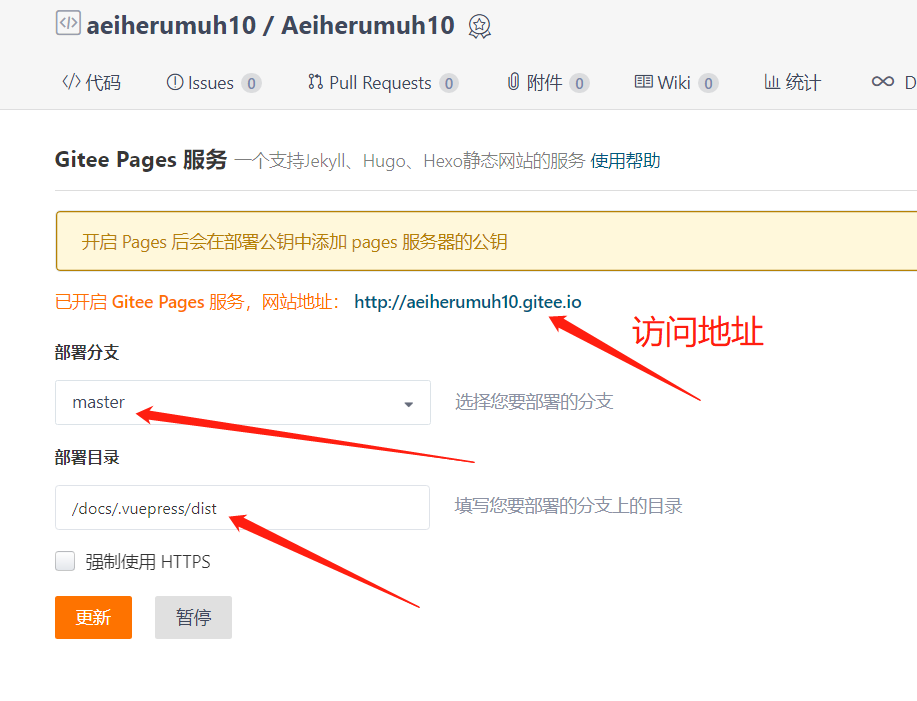 aeiherumuh10 / Aeiherumuh10
代码 Issues 0 Pull Requests 0 附件 0 Wiki 0 统计 D
Gitee Pages 服务 一个支持Jekyll、Hugo、Hexo静态网站的服务 使用帮助
开启 Pages 后会在部署公钥中添加 pages 服务器的公钥
已开启 Gitee Pages 服务，网站地址： http://aeiherumuh10.gitee.io
访问地址
部署分支
master 选择您要部署的分支
部署目录
/docs/.vuepress/dist 填写您要部署的分支上的目录
强制使用 HTTPS
更新 暂停